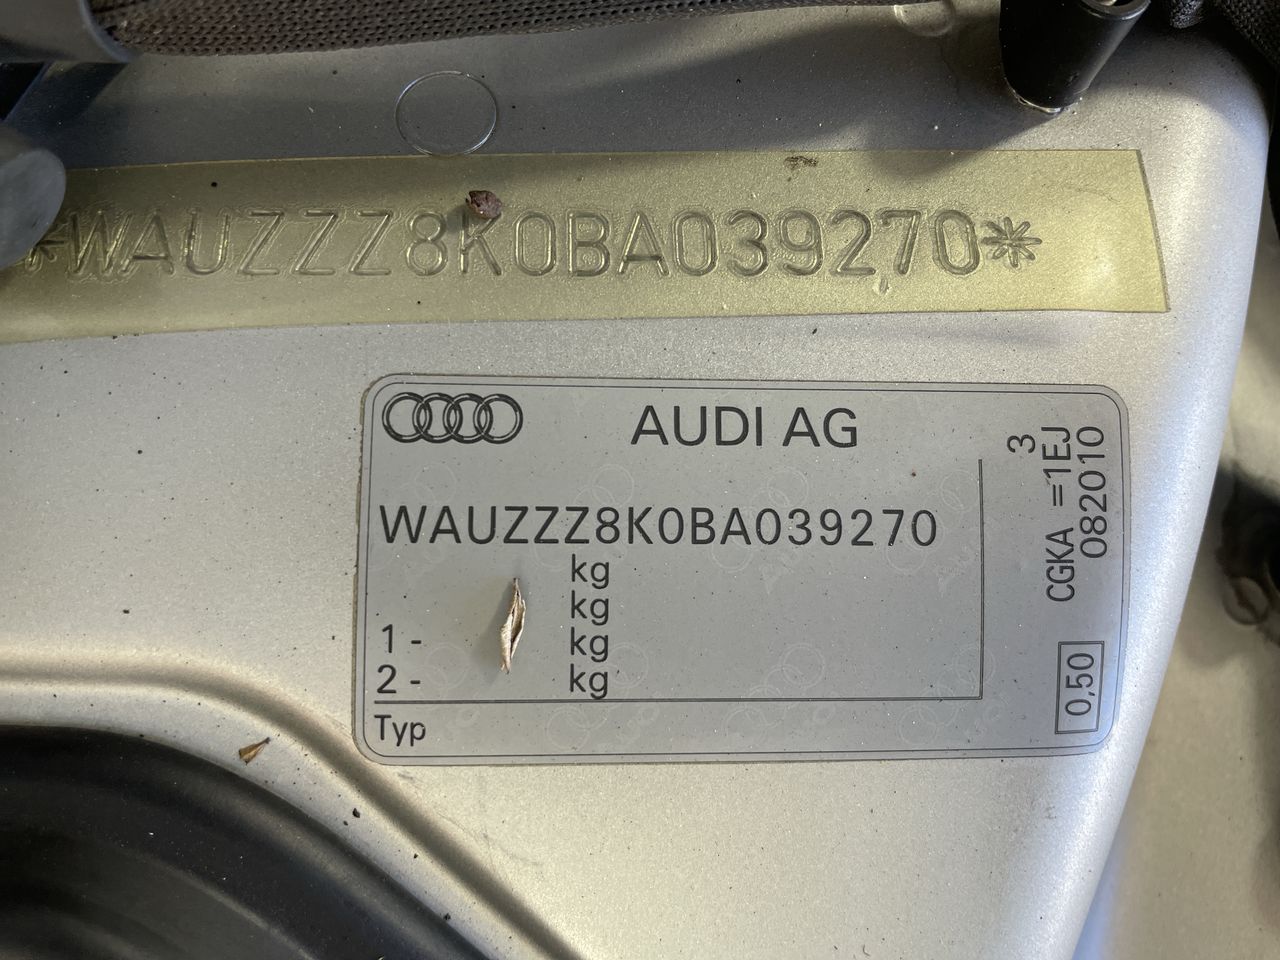 *WAUZZZ8K0BA039270*
AUDI AG
WAUZZZ8K0BA039270
kg
kg
1 - kg
2 - kg
Typ
3
CGKA =1EJ
082010
0,50